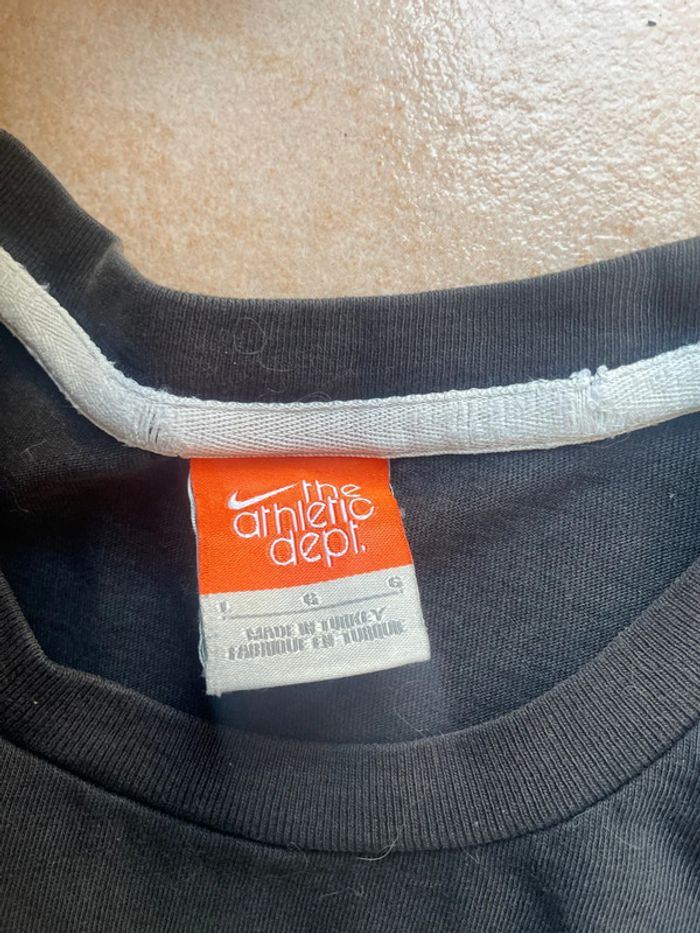 the
athletic
dept.
L G G
MADE IN TURKEY
FABRIQUE EN TURQUIE